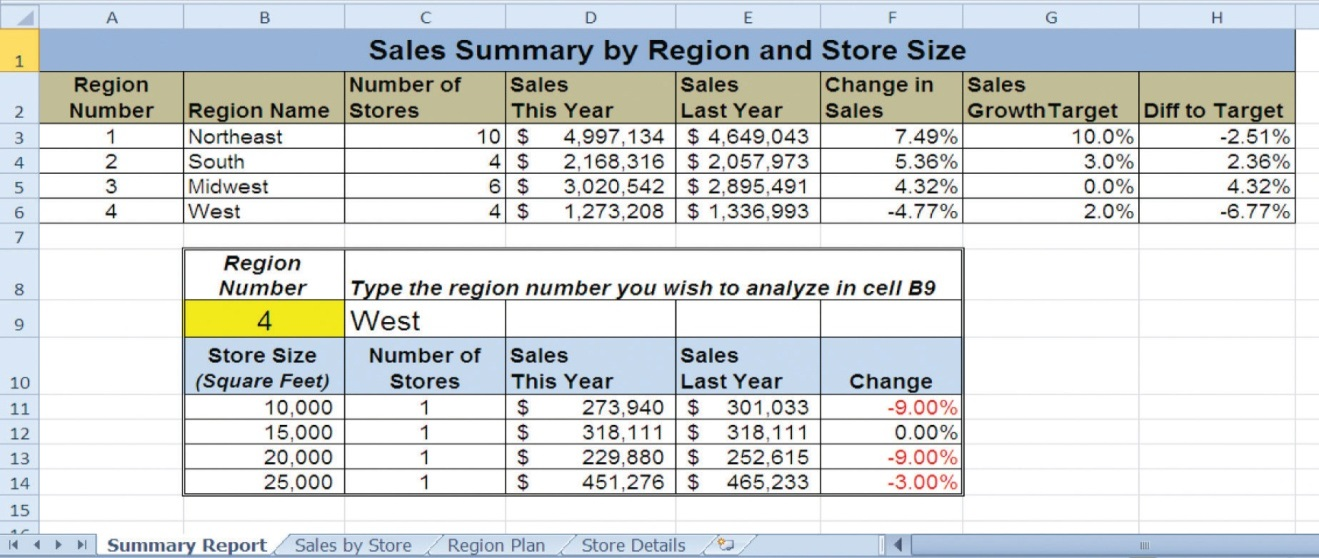 A B C D E F G H
1 Sales Summary by Region and Store Size
Region Number of Sales Sales Change in Sales
2 Number Region Name Stores This Year Last Year Sales Growth Target Diff to Target
3 1 Northeast 10 $ 4,997,134 $ 4,649,043 7.49% 10.0% -2.51%
4 2 South 4 $ 2,168,316 $ 2,057,973 5.36% 3.0% 2.36%
5 3 Midwest 6 $ 3,020,542 $ 2,895,491 4.32% 0.0% 4.32%
6 4 West 4 $ 1,273,208 $ 1,336,993 -4.77% 2.0% -6.77%
7
Region
8 Number Type the region number you wish to analyze in cell B9
9 4 West
Store Size Number of Sales Sales
10 (Square Feet) Stores This Year Last Year Change
11 10,000 1 $ 273,940 $ 301,033 -9.00%
12 15,000 1 $ 318,111 $ 318,111 0.00%
13 20,000 1 $ 229,880 $ 252,615 -9.00%
14 25,000 1 $ 451,276 $ 465,233 -3.00%
15
Summary Report Sales by Store Region Plan Store Details